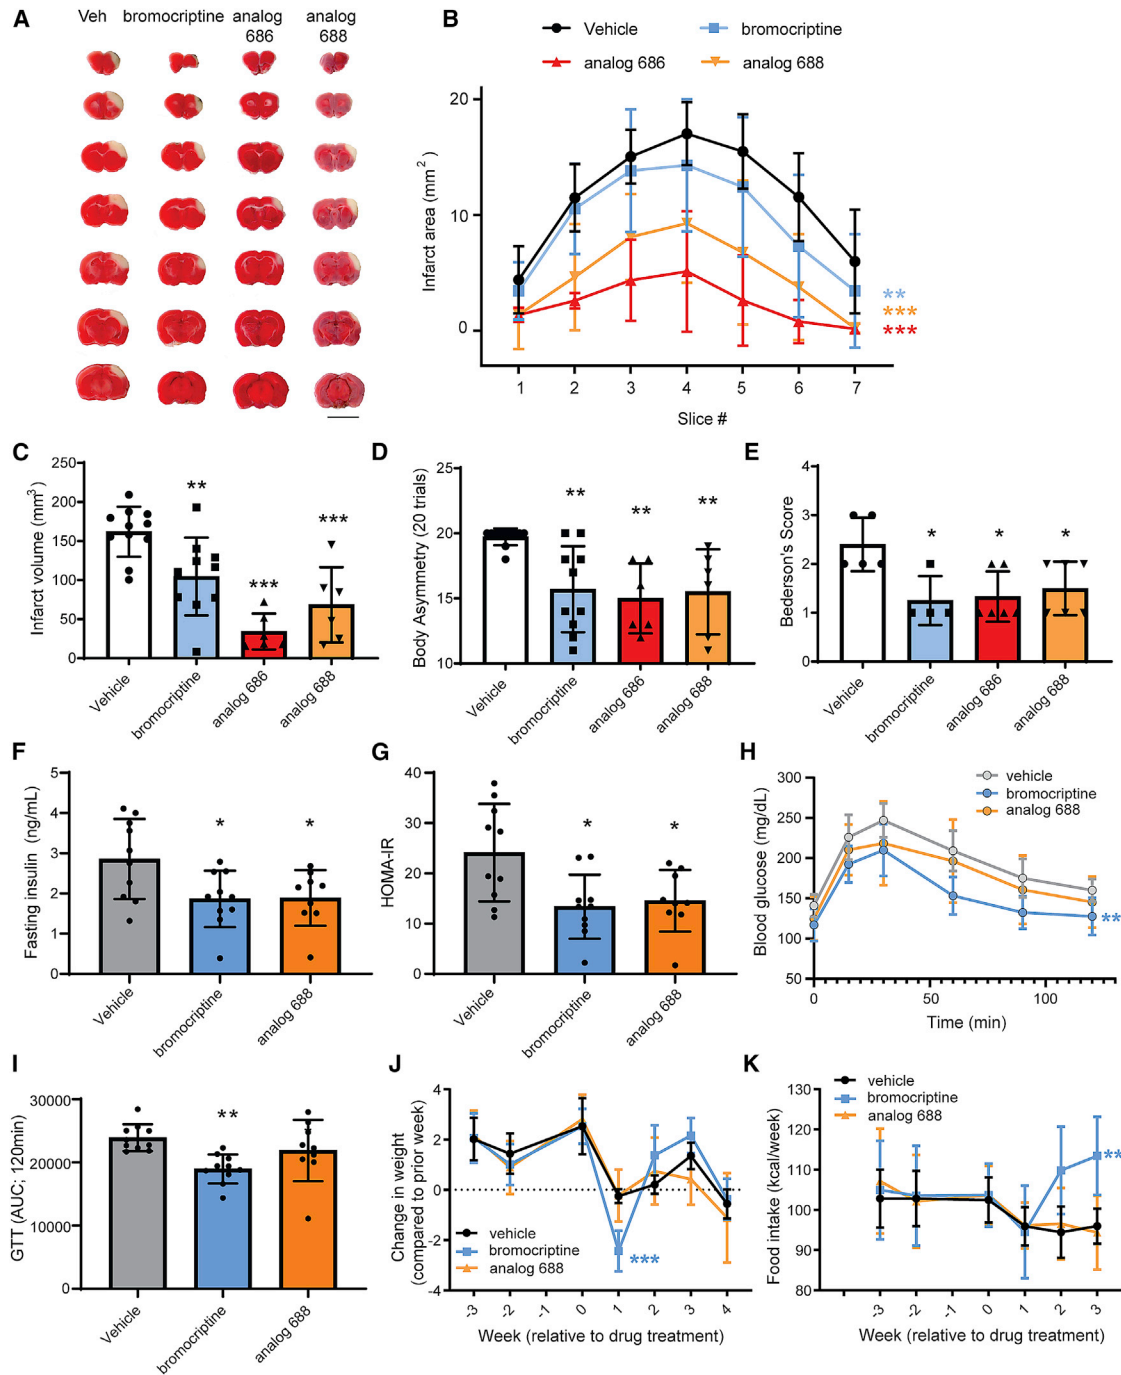 A
Veh bromocriptine analog 686 analog 688
B
Vehicle bromocriptine
analog 686 analog 688
Infarct area (mm²)
20
10
0
**
***
***
1 2 3 4 5 6 7
Slice #
C
Infarct volume (mm³)
250
200
150
100
50
0
** *** ***
Vehicle bromocriptine analog 686 analog 688
D
Body Asymmetry (20 trials)
25
20
15
10
** ** **
Vehicle bromocriptine analog 686 analog 688
E
Bederson's Score
4
3
2
1
0
* * *
Vehicle bromocriptine analog 686 analog 688
F
Fasting insulin (ng/mL)
5
4
3
2
1
0
* *
Vehicle bromocriptine analog 688
G
HOMA-IR
40
30
20
10
0
* *
Vehicle bromocriptine analog 688
H
vehicle
bromocriptine
analog 688
Blood glucose (mg/dL)
300
250
200
150
100
50
**
0 50 100
Time (min)
I
GTT (AUC; 120min)
30000
20000
10000
0
**
Vehicle bromocriptine analog 688
J
Change in weight
(compared to prior week)
4
2
0
-2
-4
vehicle
bromocriptine
analog 688
***
-3 -2 -1 0 1 2 3 4
Week (relative to drug treatment)
K
vehicle
bromocriptine
analog 688
Food intake (kcal/week)
130
120
110
100
90
80
**
-3 -2 -1 0 1 2 3
Week (relative to drug treatment)